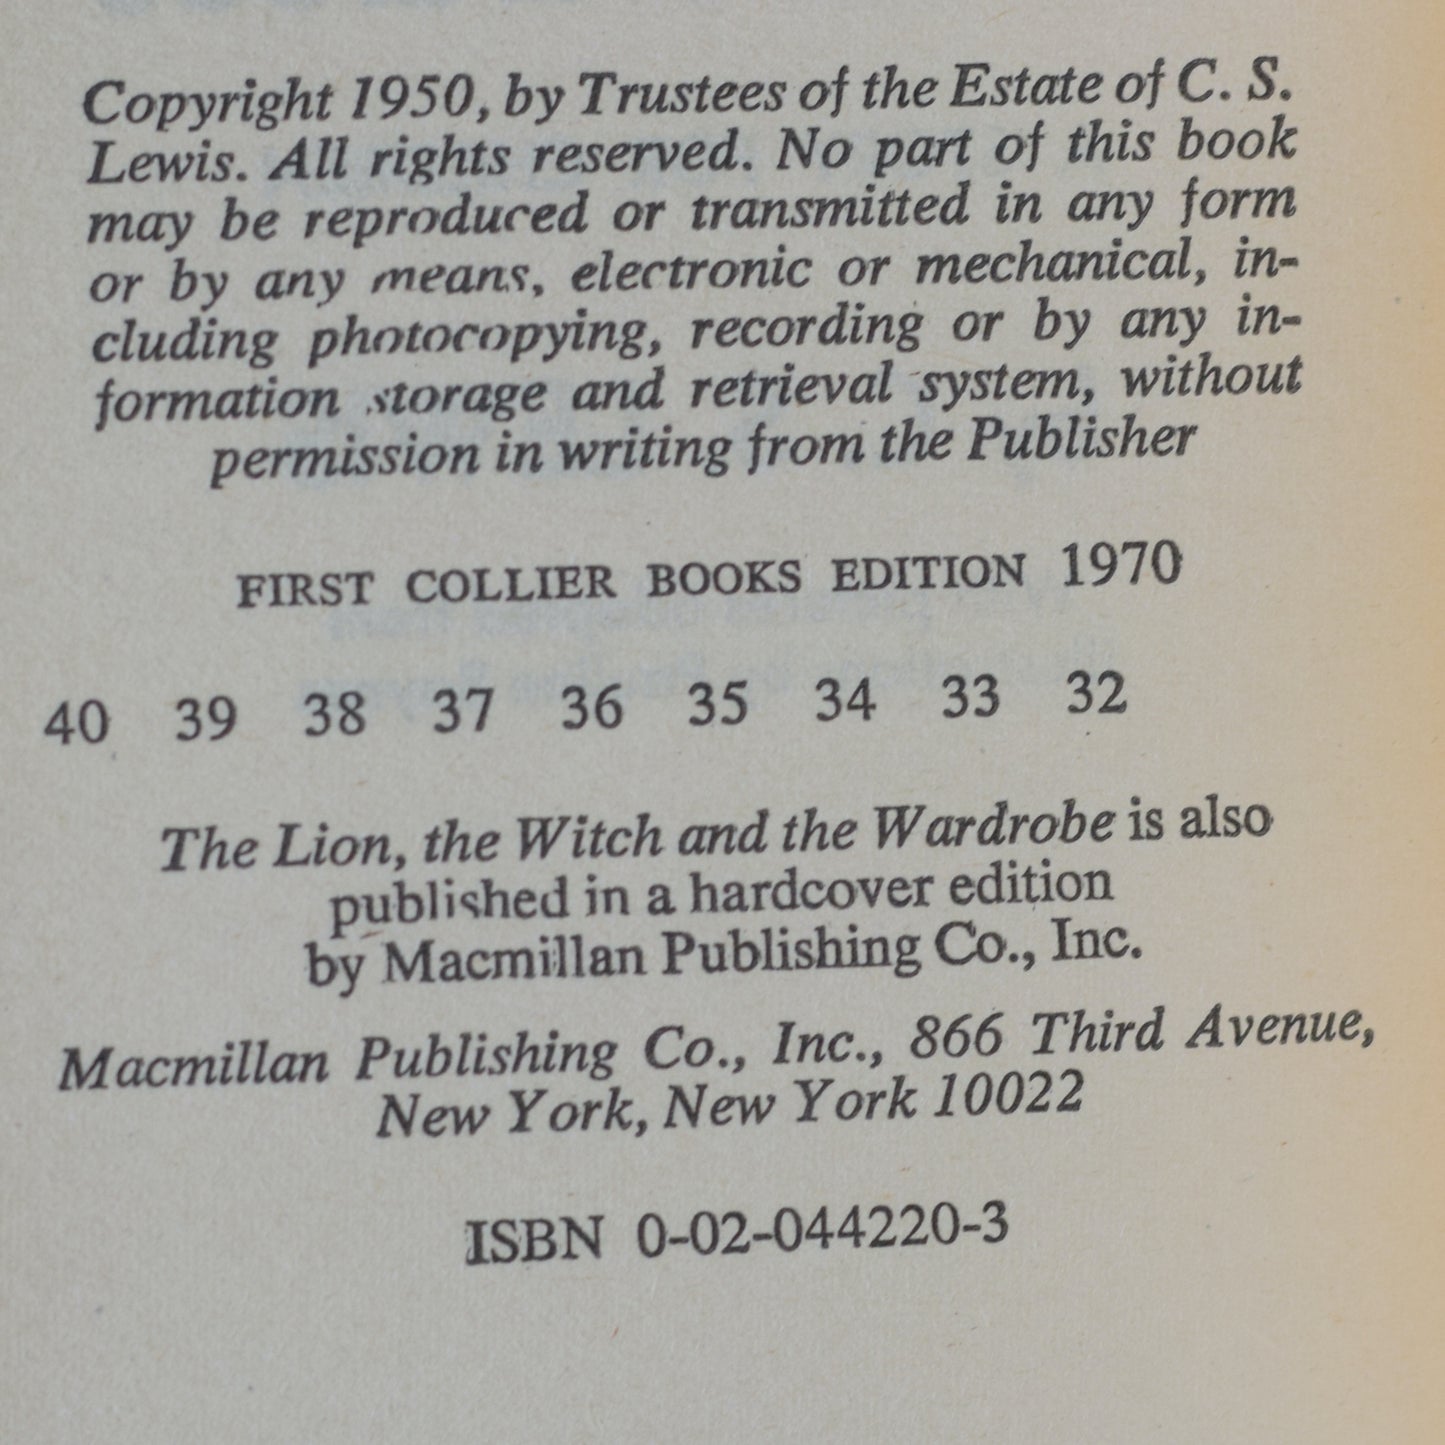 Copyright 1950, by Trustees of the Estate of C. S.
Lewis. All rights reserved. No part of this book
may be reproduced or transmitted in any form
or by any means, electronic or mechanical, in-
cluding photocopying, recording or by any in-
formation storage and retrieval system, without
permission in writing from the Publisher
FIRST COLLIER BOOKS EDITION 1970
40 39 38 37 36 35 34 33 32
The Lion, the Witch and the Wardrobe is also
published in a hardcover edition
by Macmillan Publishing Co., Inc.
Macmillan Publishing Co., Inc., 866 Third Avenue,
New York, New York 10022
ISBN 0-02-044220-3